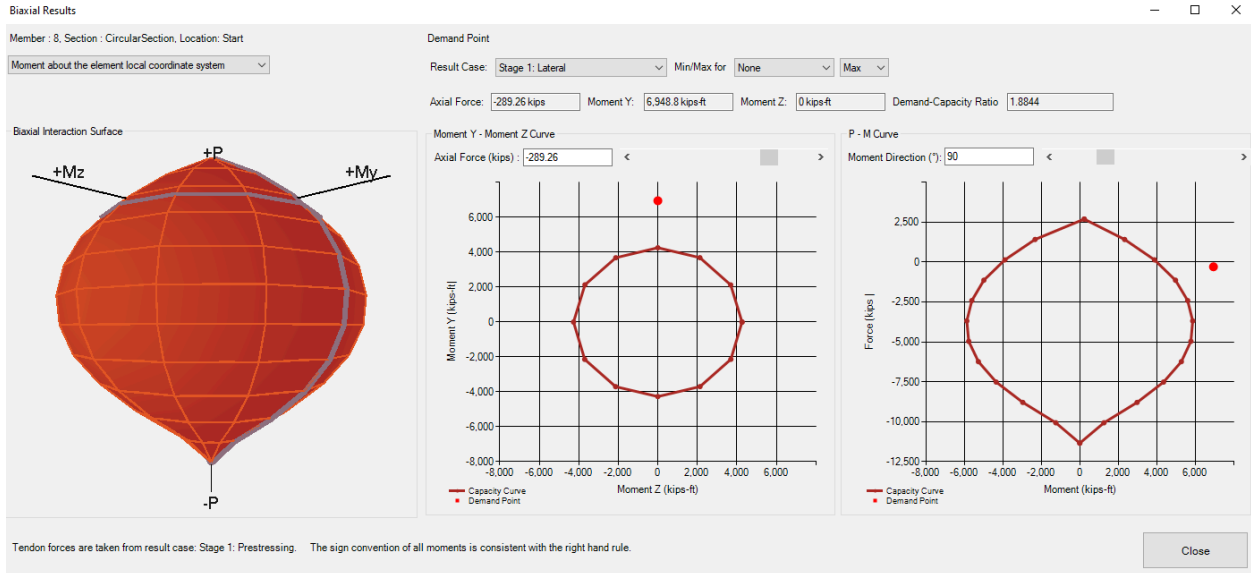 Biaxial Results
Member : 8, Section : CircularSection, Location: Start
Moment about the element local coordinate system
Demand Point
Result Case: Stage 1: Lateral Min/Max for None Max
Axial Force: -289.26 kips Moment Y: 6,948.8 kips-ft Moment Z: 0 kips-ft Demand-Capacity Ratio 1.8844
Biaxial Interaction Surface
+P
+Mz
+My
-P
Moment Y - Moment Z Curve
Axial Force (kips) : -289.26 < >
6,000
4,000
2,000
0
-2,000
-4,000
-6,000
-8,000
Moment Y (kips-ft)
-8,000 -6,000 -4,000 -2,000 0 2,000 4,000 6,000
Moment Z (kips-ft)
Capacity Curve
Demand Point
P - M Curve
Moment Direction (°): 90 < >
2,500
0
-2,500
-5,000
-7,500
-10,000
-12,500
Force (kips )
-8,000 -6,000 -4,000 -2,000 0 2,000 4,000 6,000
Moment (kips-ft)
Capacity Curve
Demand Point
Tendon forces are taken from result case: Stage 1: Prestressing. The sign convention of all moments is consistent with the right hand rule.
Close